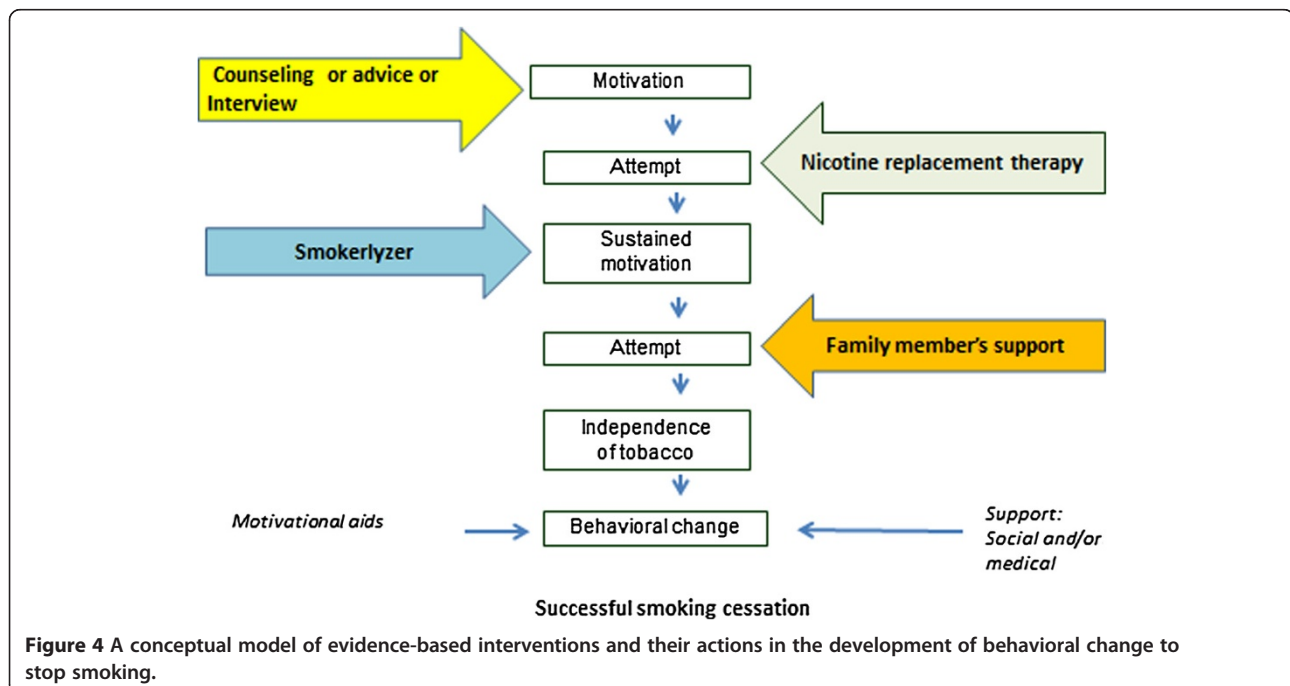 Counseling or advice or
Interview
Motivation
Attempt
Nicotine replacement therapy
Smokerlyzer
Sustained
motivation
Attempt
Family member's support
Independence
of tobacco
Motivational aids
Behavioral change
Support:
Social and/or
medical
Successful smoking cessation
Figure 4 A conceptual model of evidence-based interventions and their actions in the development of behavioral change to
stop smoking.